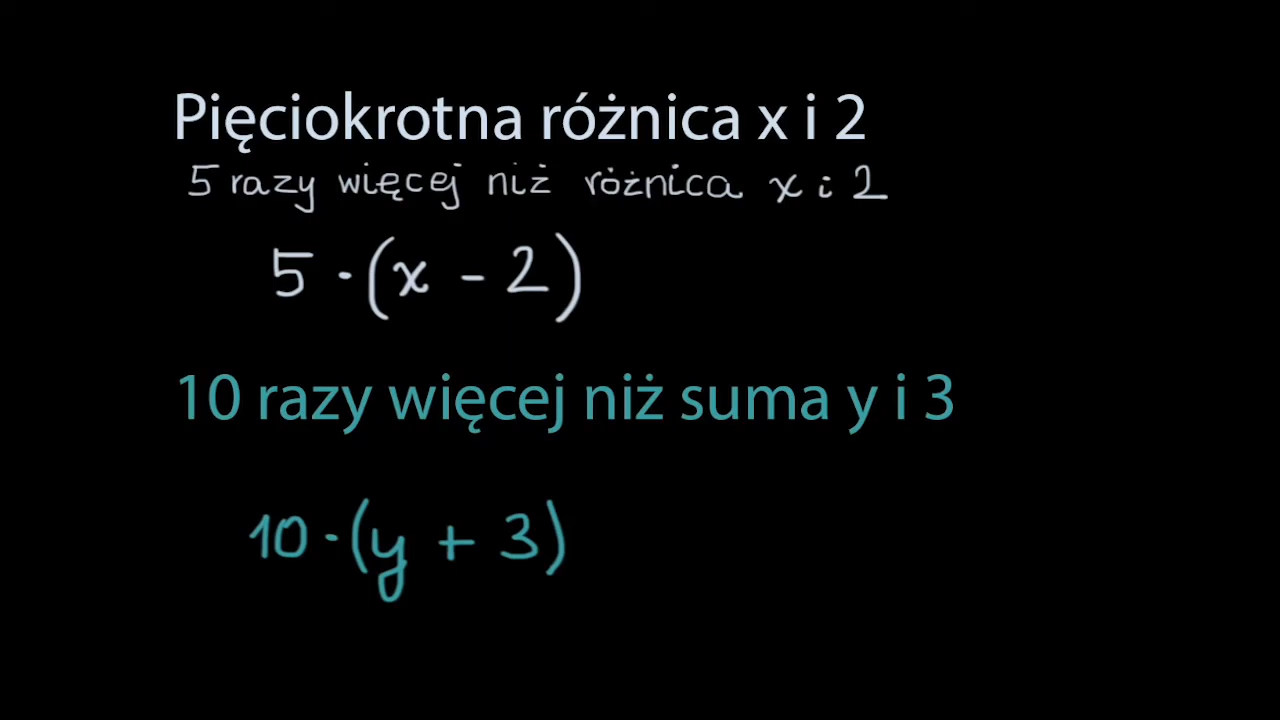 Pięciokrotna różnica x i 2
5 razy więcej niż różnica x i 2
5 · (x - 2)
10 razy więcej niż suma y i 3
10 · (y + 3)